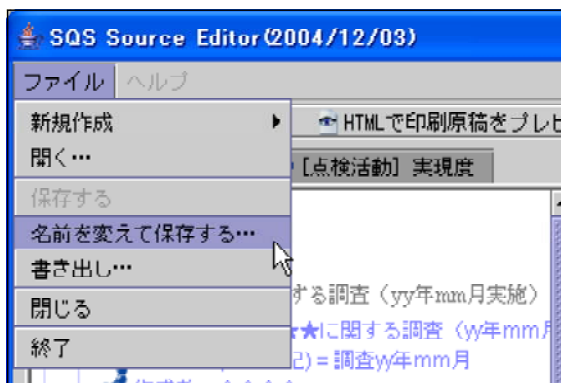 SQS Source Editor(2004/12/03)
ファイル ヘルプ
新規作成
HTMLで印刷原稿をプレ
開く…
[点検活動] 実現度
保存する
名前を変えて保存する…
書き出し…
する調査（yy年mm月実施）
閉じる
★に関する調査（yy年mm月
終了
記)＝調査yy年mm月